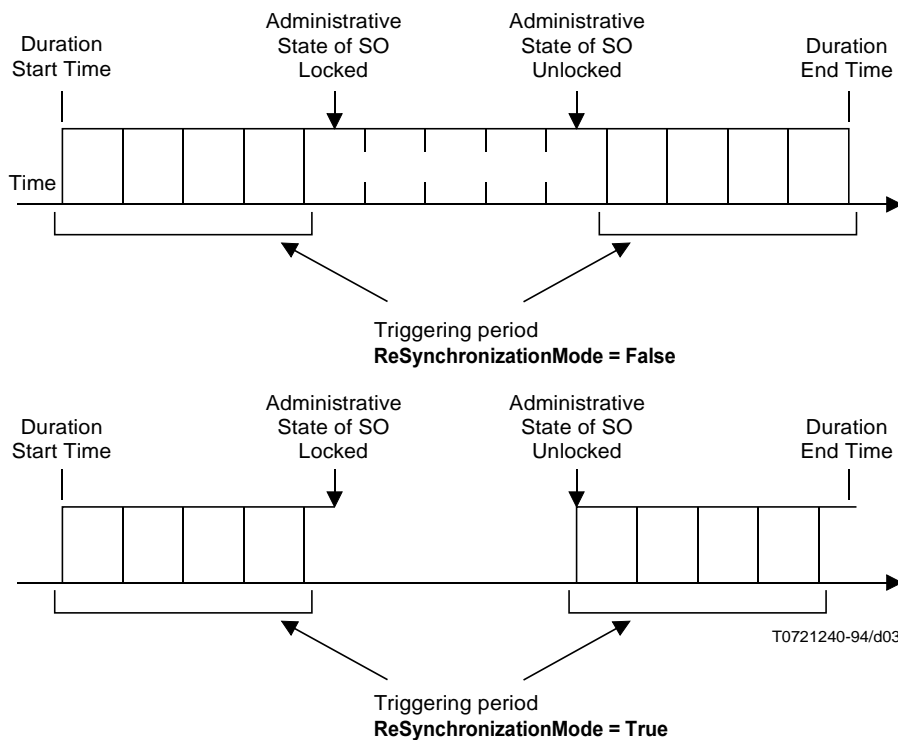 Duration
Start Time
Administrative
State of SO
Locked
Administrative
State of SO
Unlocked
Duration
End Time
Time
Triggering period
ReSynchronizationMode = False
Duration
Start Time
Administrative
State of SO
Locked
Administrative
State of SO
Unlocked
Duration
End Time
T0721240-94/d03
Triggering period
ReSynchronizationMode = True